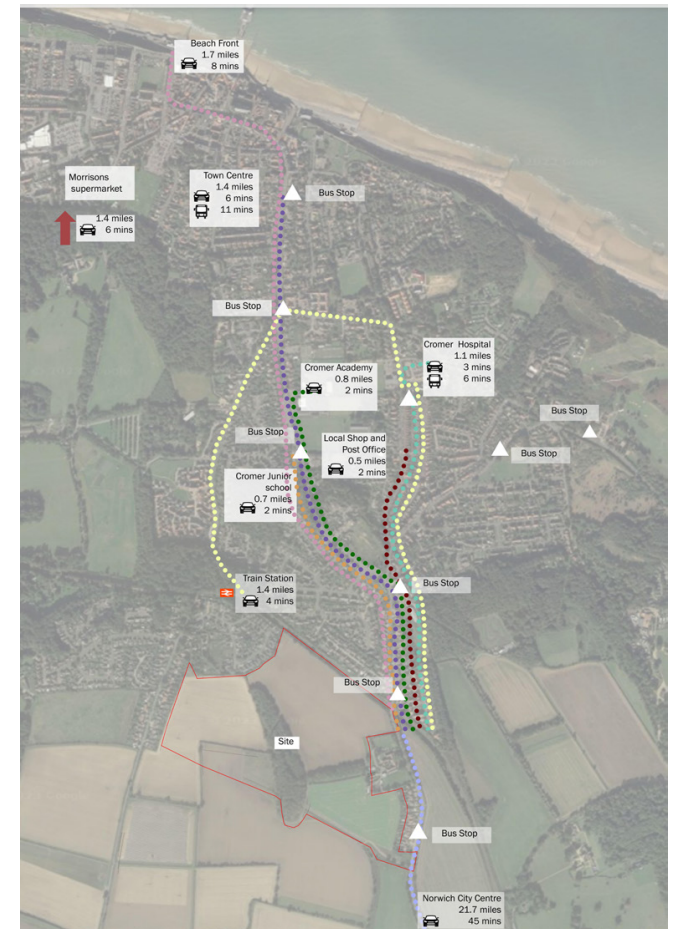 Beach Front
1.7 miles
8 mins
Morrisons
supermarket
1.4 miles
6 mins
Town Centre
1.4 miles
6 mins
11 mins
Bus Stop
Bus Stop
Cromer Hospital
1.1 miles
3 mins
6 mins
Cromer Academy
0.8 miles
2 mins
Bus Stop
Bus Stop
Local Shop and
Post Office
0.5 miles
2 mins
Bus Stop
Cromer Junior
school
0.7 miles
2 mins
Train Station
1.4 miles
4 mins
Bus Stop
Bus Stop
Site
Bus Stop
Norwich City Centre
21.7 miles
45 mins